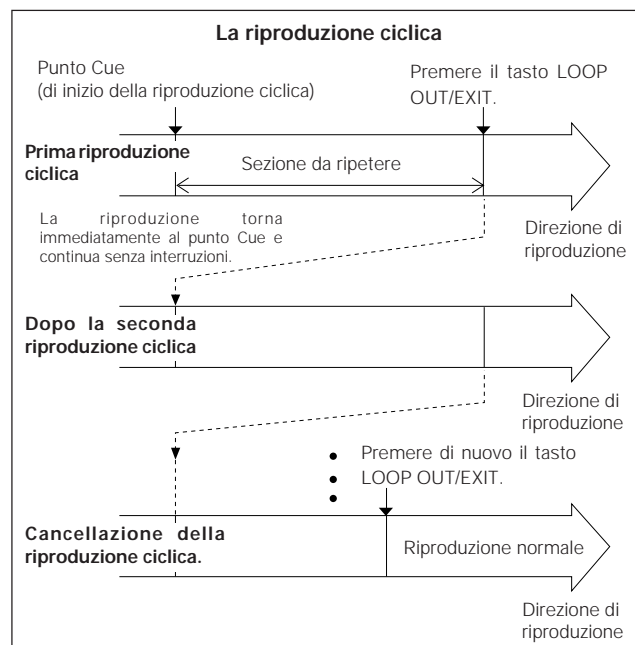 La riproduzione ciclica
Punto Cue
(di inizio della riproduzione ciclica)
Premere il tasto LOOP
OUT/EXIT.
Prima riproduzione
ciclica
Sezione da ripetere
La riproduzione torna
immediatamente al punto Cue e
continua senza interruzioni.
Direzione di
riproduzione
Dopo la seconda
riproduzione ciclica
Direzione di
riproduzione
• Premere di nuovo il tasto
• LOOP OUT/EXIT.
•
Cancellazione della
riproduzione ciclica.
Riproduzione normale
Direzione di
riproduzione